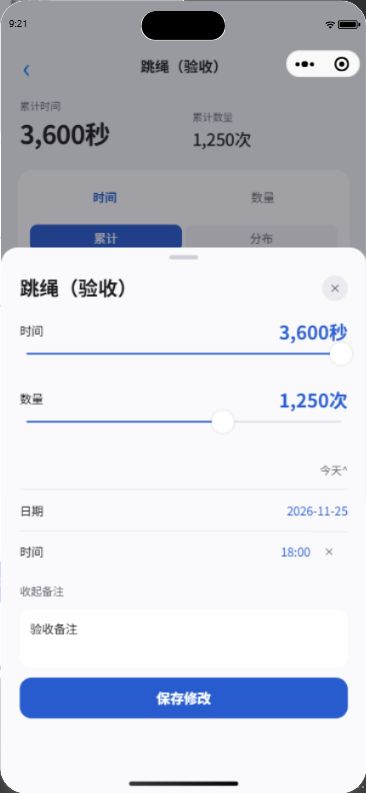 9:21
跳绳（验收）
累计时间
3,600秒
累计数量
1,250次
时间
数量
累计
分布
跳绳（验收）
时间
3,600秒
数量
1,250次
今天^
日期
2026-11-25
时间
18:00
收起备注
验收备注
保存修改